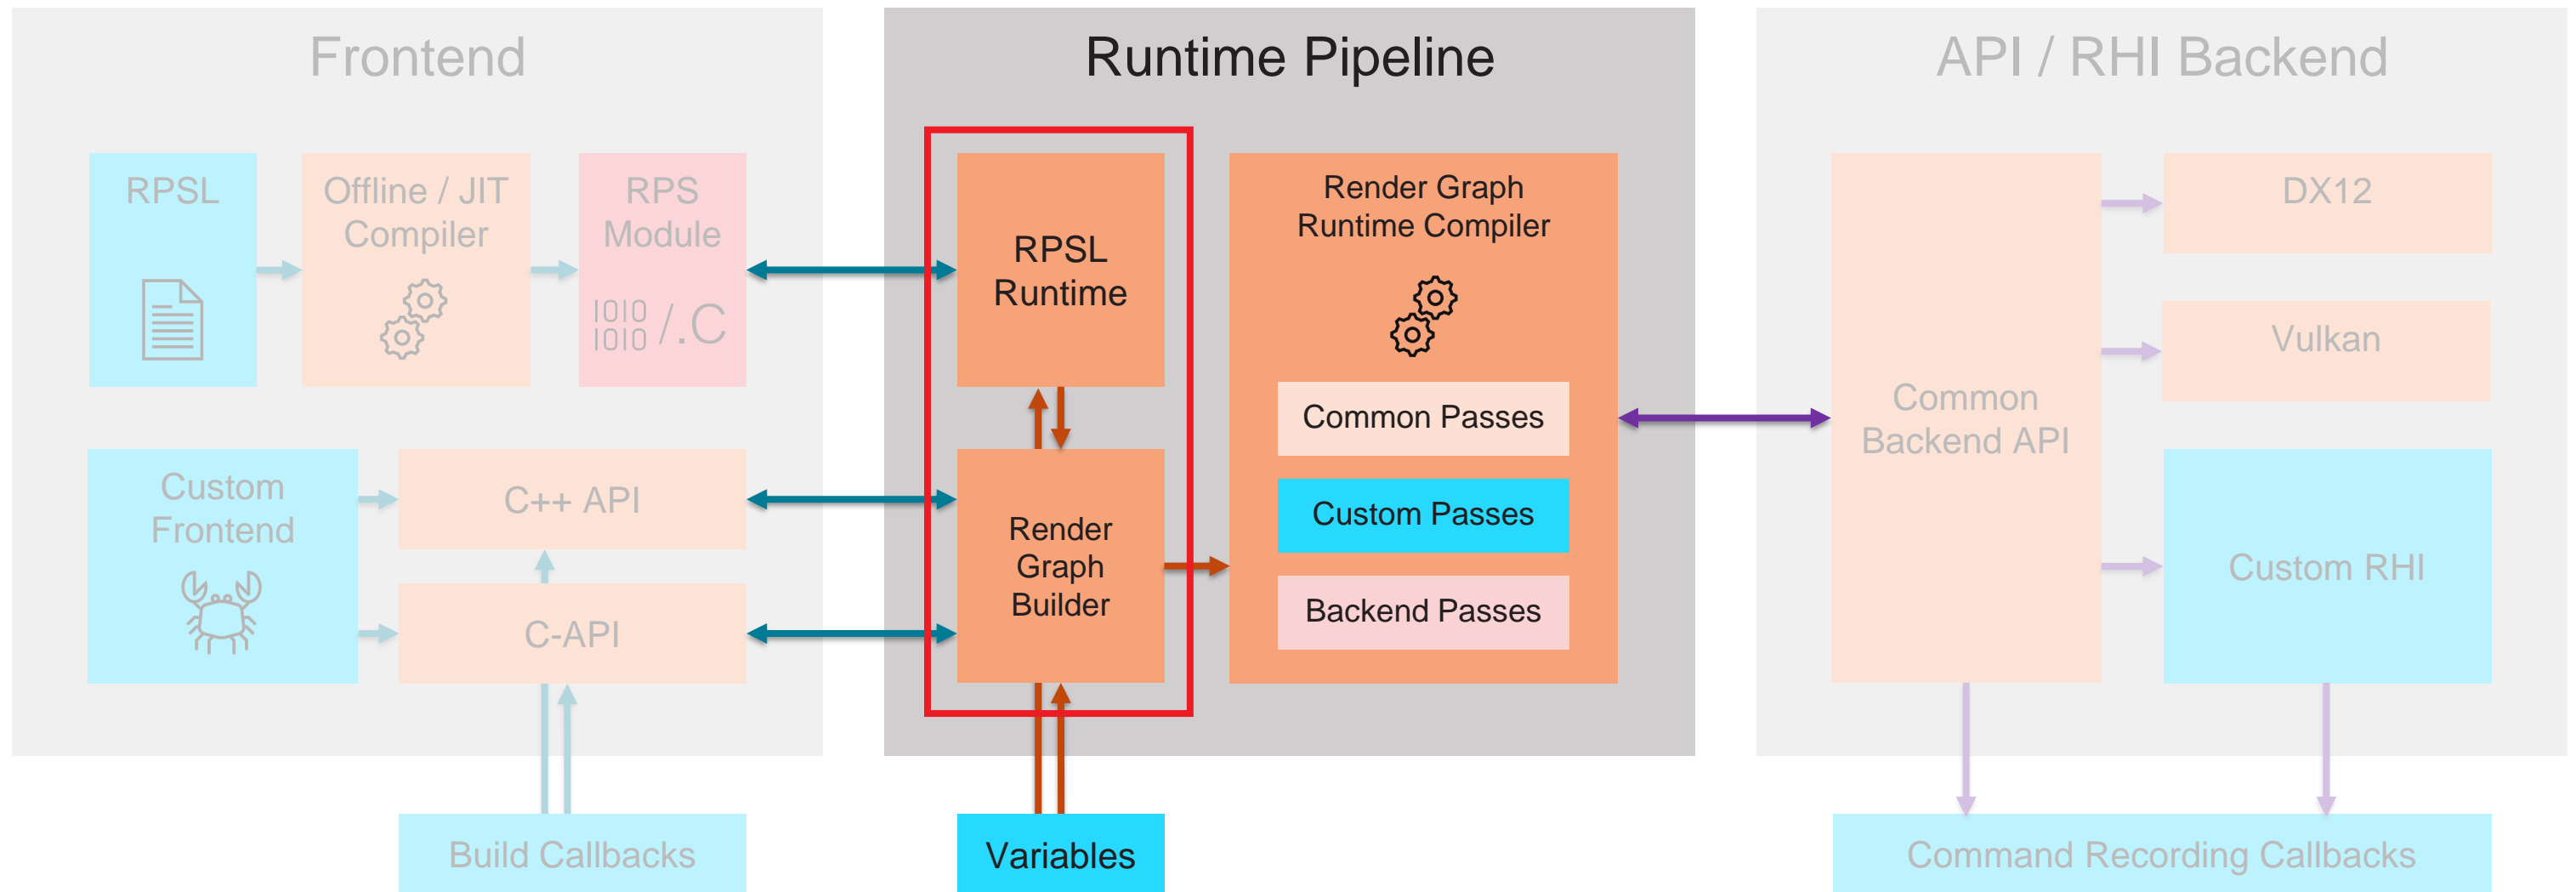 Frontend
RPSL
Offline / JIT
Compiler
RPS
Module
1010
1010 /.C
Custom
Frontend
C++ API
C-API
Build Callbacks
Runtime Pipeline
RPSL
Runtime
Render
Graph
Builder
Variables
Render Graph
Runtime Compiler
Common Passes
Custom Passes
Backend Passes
API / RHI Backend
Common
Backend API
DX12
Vulkan
Custom RHI
Command Recording Callbacks